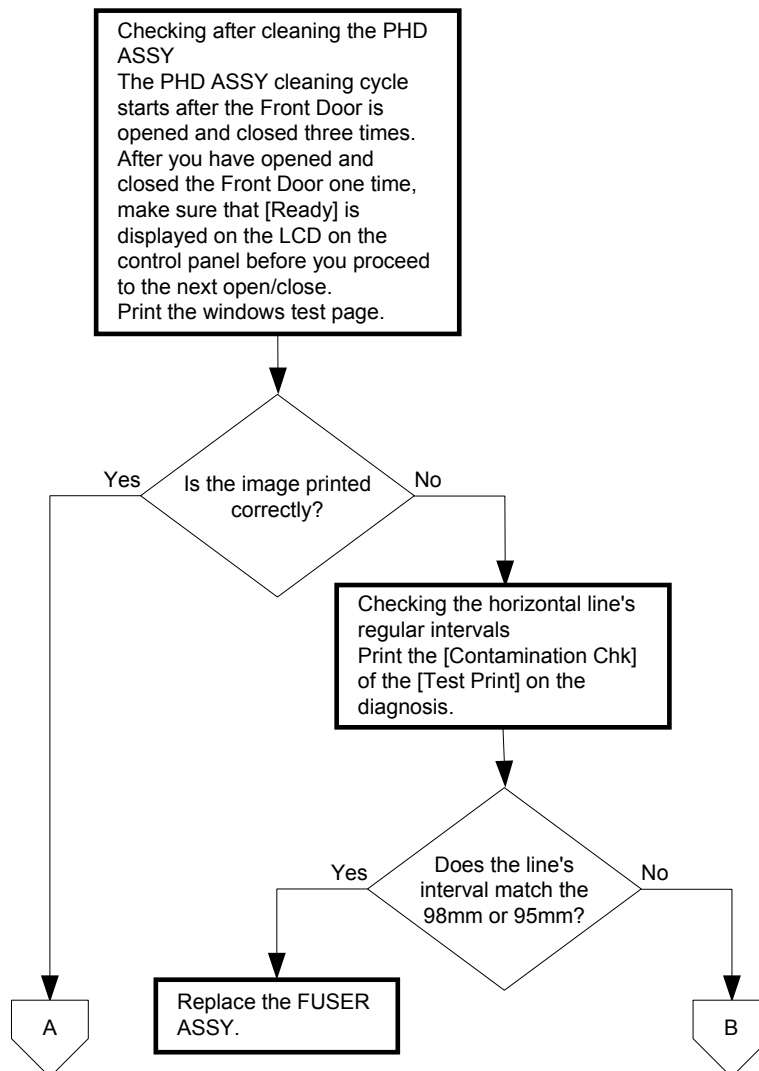 Checking after cleaning the PHD
ASSY
The PHD ASSY cleaning cycle
starts after the Front Door is
opened and closed three times.
After you have opened and
closed the Front Door one time,
make sure that [Ready] is
displayed on the LCD on the
control panel before you proceed
to the next open/close.
Print the windows test page.
Yes
Is the image printed
correctly?
No
Checking the horizontal line's
regular intervals
Print the [Contamination Chk]
of the [Test Print] on the
diagnosis.
Yes
Does the line's
interval match the
98mm or 95mm?
No
Replace the FUSER
ASSY.
A
B